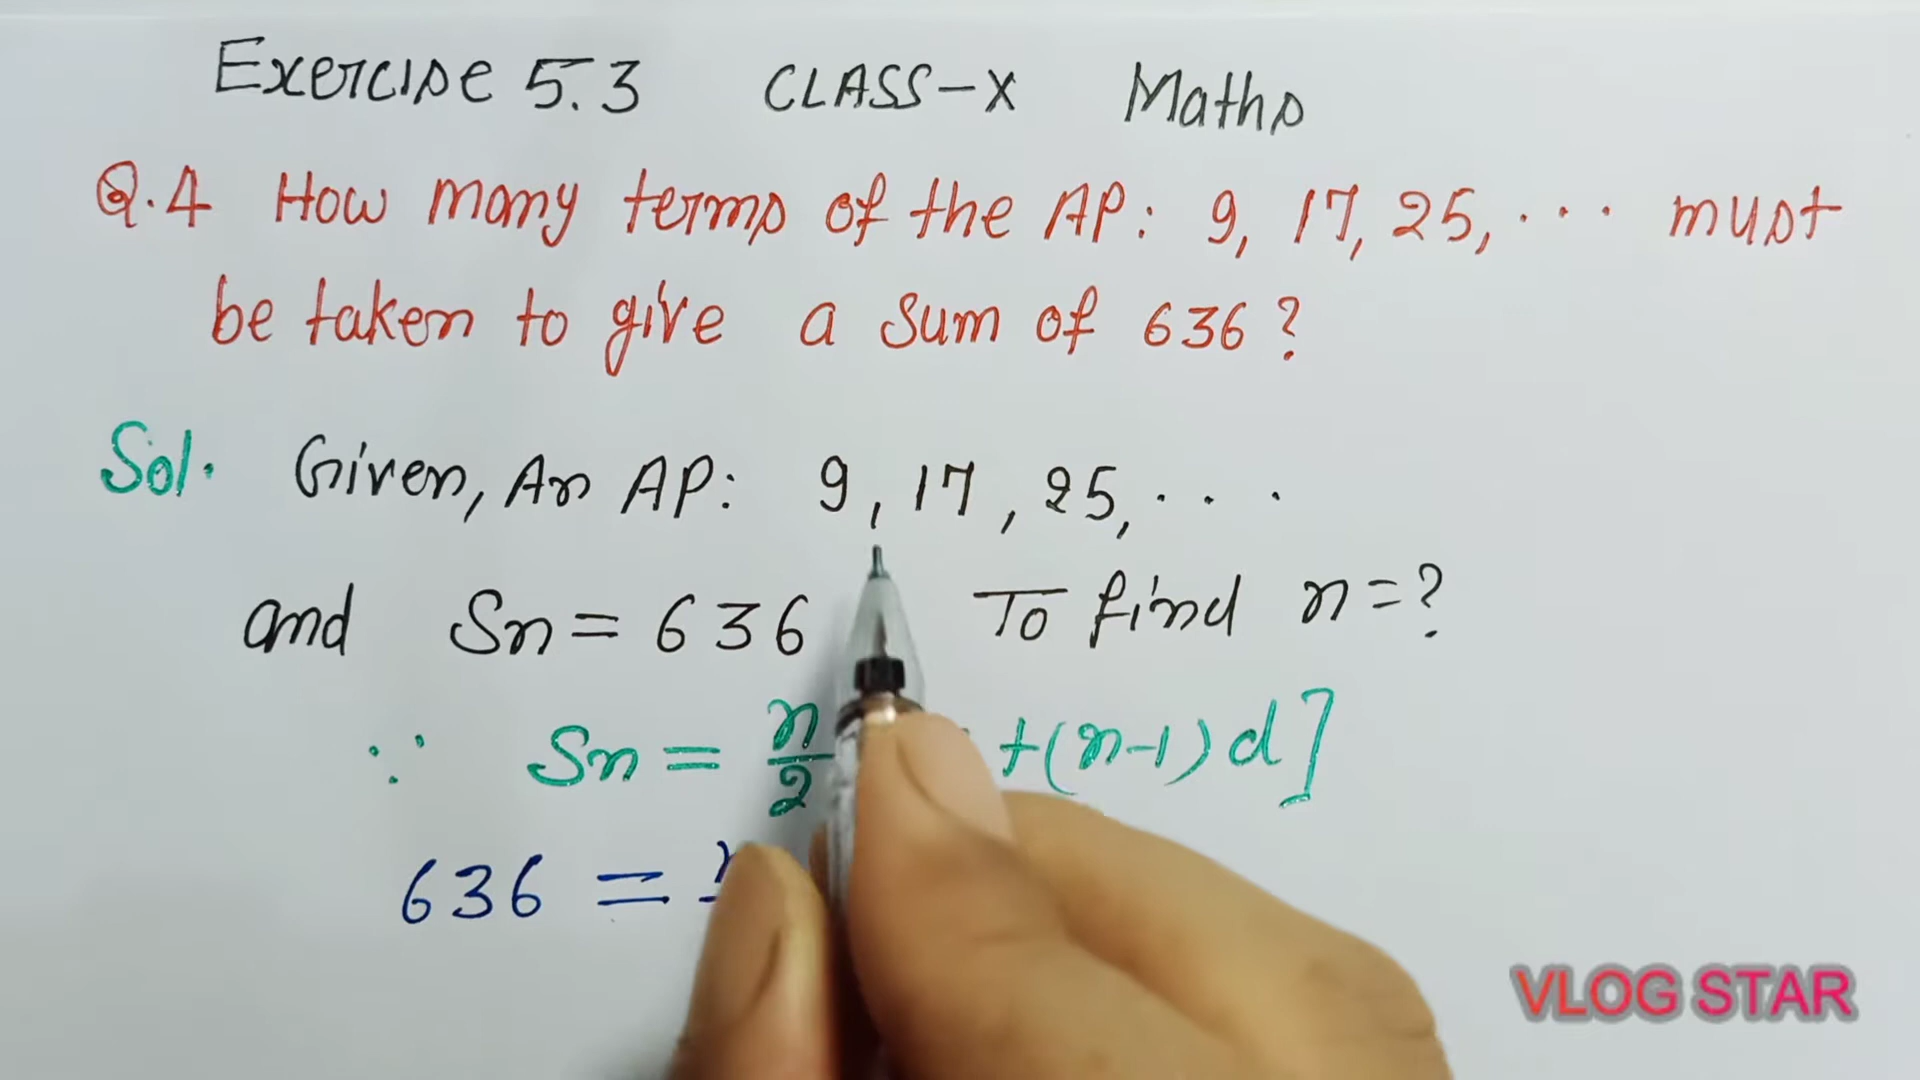 Exercise 5.3 CLASS-X Maths
Q.4 How many terms of the AP: 9, 17, 25, ... must
be taken to give a sum of 636?
Sol. Given, An AP: 9, 17, 25, ...
and Sn = 636 To find n = ?
∵ Sn = n/2 + (n-1) d]
636 =
VLOG STAR